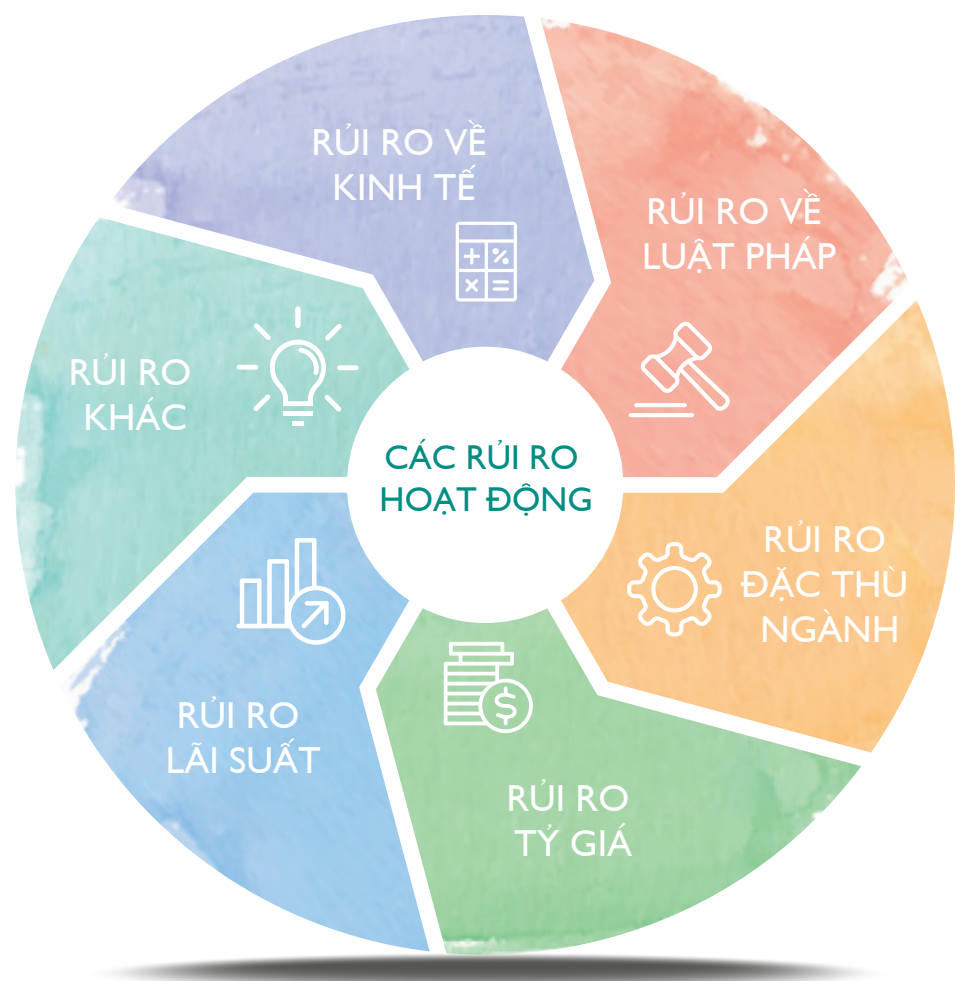 RỦI RO VỀ
KINH TẾ
RỦI RO VỀ
LUẬT PHÁP
RỦI RO
ĐẶC THÙ
NGÀNH
RỦI RO
TỶ GIÁ
RỦI RO
LÃI SUẤT
RỦI RO
KHÁC
CÁC RỦI RO
HOẠT ĐỘNG